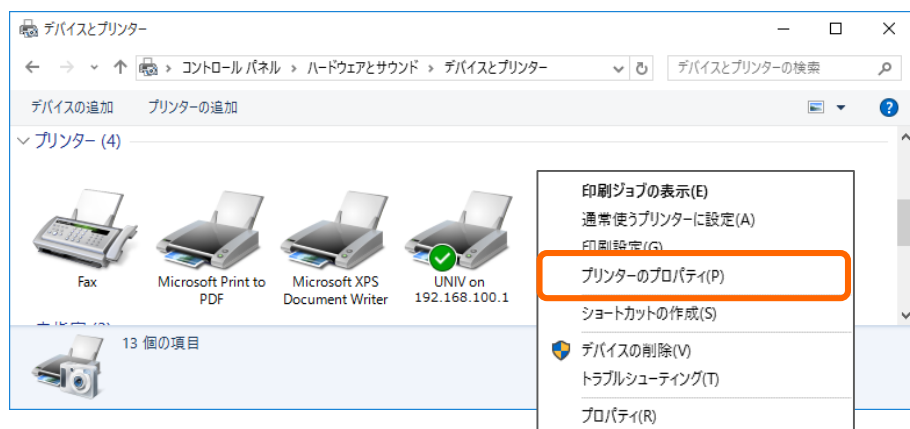 デバイスとプリンター
コントロール パネル › ハードウェアとサウンド › デバイスとプリンター
デバイスとプリンターの検索
デバイスの追加 プリンターの追加
プリンター (4)
Fax
Microsoft Print to
PDF
Microsoft XPS
Document Writer
UNIV on
192.168.100.1
印刷ジョブの表示(E)
通常使うプリンターに設定(A)
印刷設定(G)
プリンターのプロパティ(P)
ショートカットの作成(S)
デバイスの削除(V)
トラブルシューティング(T)
プロパティ(R)
13 個の項目